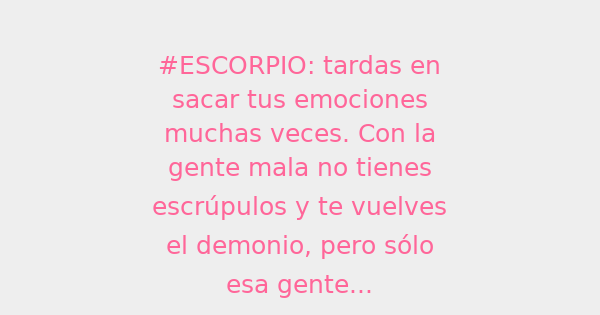 #ESCORPIO: tardas en
sacar tus emociones
muchas veces. Con la
gente mala no tienes
escrúpulos y te vuelves
el demonio, pero sólo
esa gente...